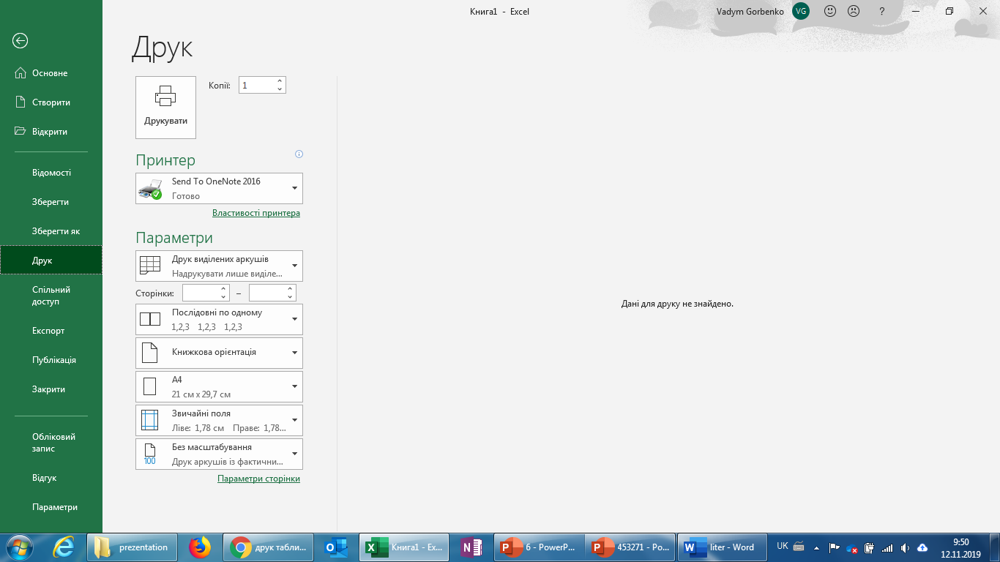 Книга1 - Excel
Vadym Gorbenko
VG
?
Друк
Основне
Створити
Відкрити
Відомості
Зберегти
Зберегти як
Друк
Спільний
доступ
Експорт
Публікація
Закрити
Обліковий
запис
Відгук
Параметри
Друкувати
Копії: 1
Принтер
Send To OneNote 2016
Готово
Властивості принтера
Параметри
Друк виділених аркушів
Надрукувати лише виділе...
Сторінки: –
Послідовні по одному
1,2,3 1,2,3 1,2,3
Книжкова орієнтація
A4
21 см x 29,7 см
Звичайні поля
Ліве: 1,78 см Праве: 1,78...
Без масштабування
100
Друк аркушів із фактични...
Параметри сторінки
Дані для друку не знайдено.
prezentation
друк табли...
Книга1 - Ex...
6 - PowerP...
453271 - Po...
liter - Word
UK
9:50
12.11.2019